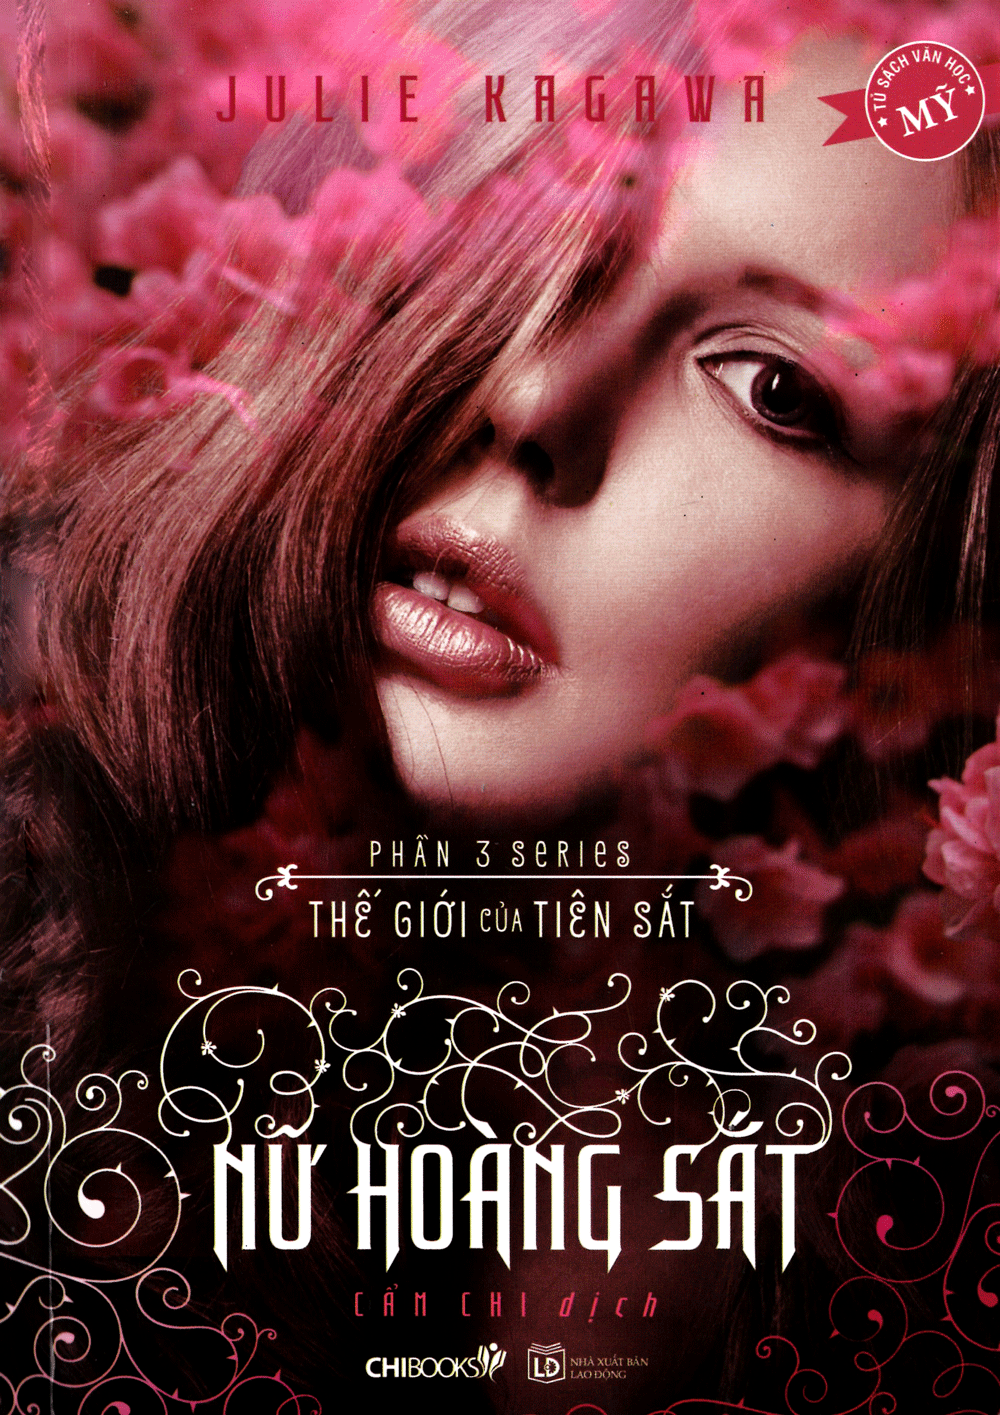 JULIE KAGAWA
TỦ SÁCH VĂN HỌC
MỸ
PHẦN 3 SERIES
THẾ GIỚI CỦA TIÊN SẮT
NỮ HOÀNG SẮT
CẨM CHI dịch
CHIBOOKS
LĐ
NHÀ XUẤT BẢN
LAO ĐỘNG